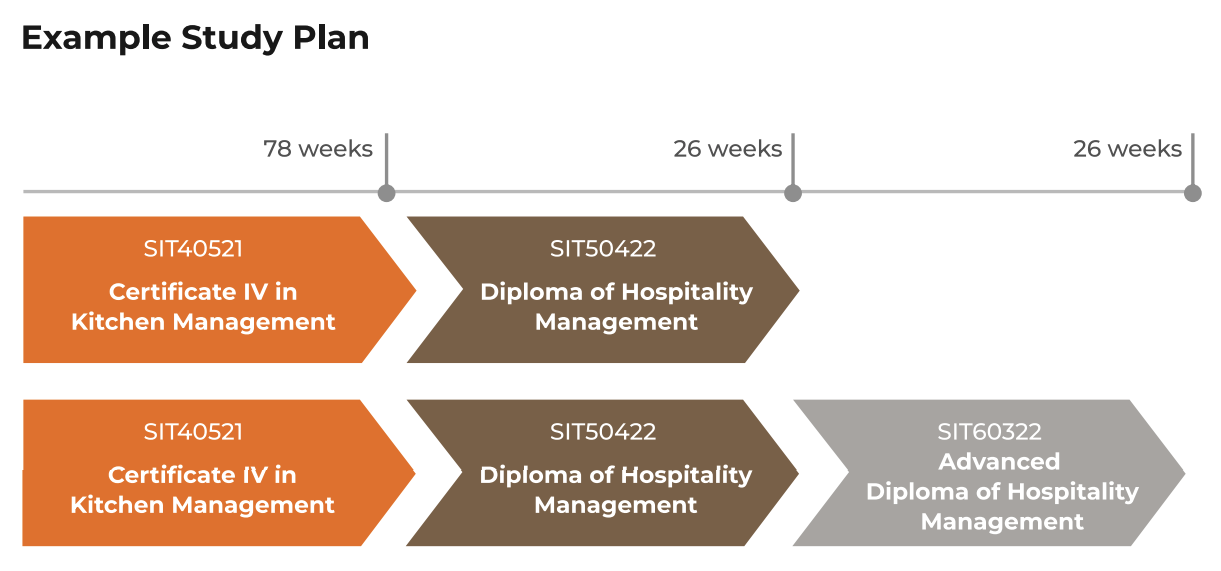 Example Study Plan
78 weeks
26 weeks
26 weeks
SIT40521
Certificate IV in
Kitchen Management
SIT50422
Diploma of Hospitality
Management
SIT40521
Certificate IV in
Kitchen Management
SIT50422
Diploma of Hospitality
Management
SIT60322
Advanced
Diploma of Hospitality
Management